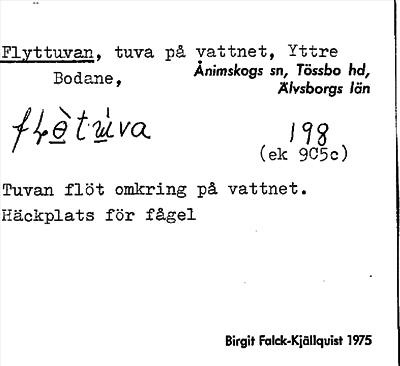 Flyttuvan, tuva på vattnet, Yttre
Bodane,
Ånimskogs sn, Tössbo hd,
Älvsborgs län
198
(ek 9C5c)
Tuvan flöt omkring på vattnet.
Häckplats för fågel
Birgit Falck-Kjällquist 1975